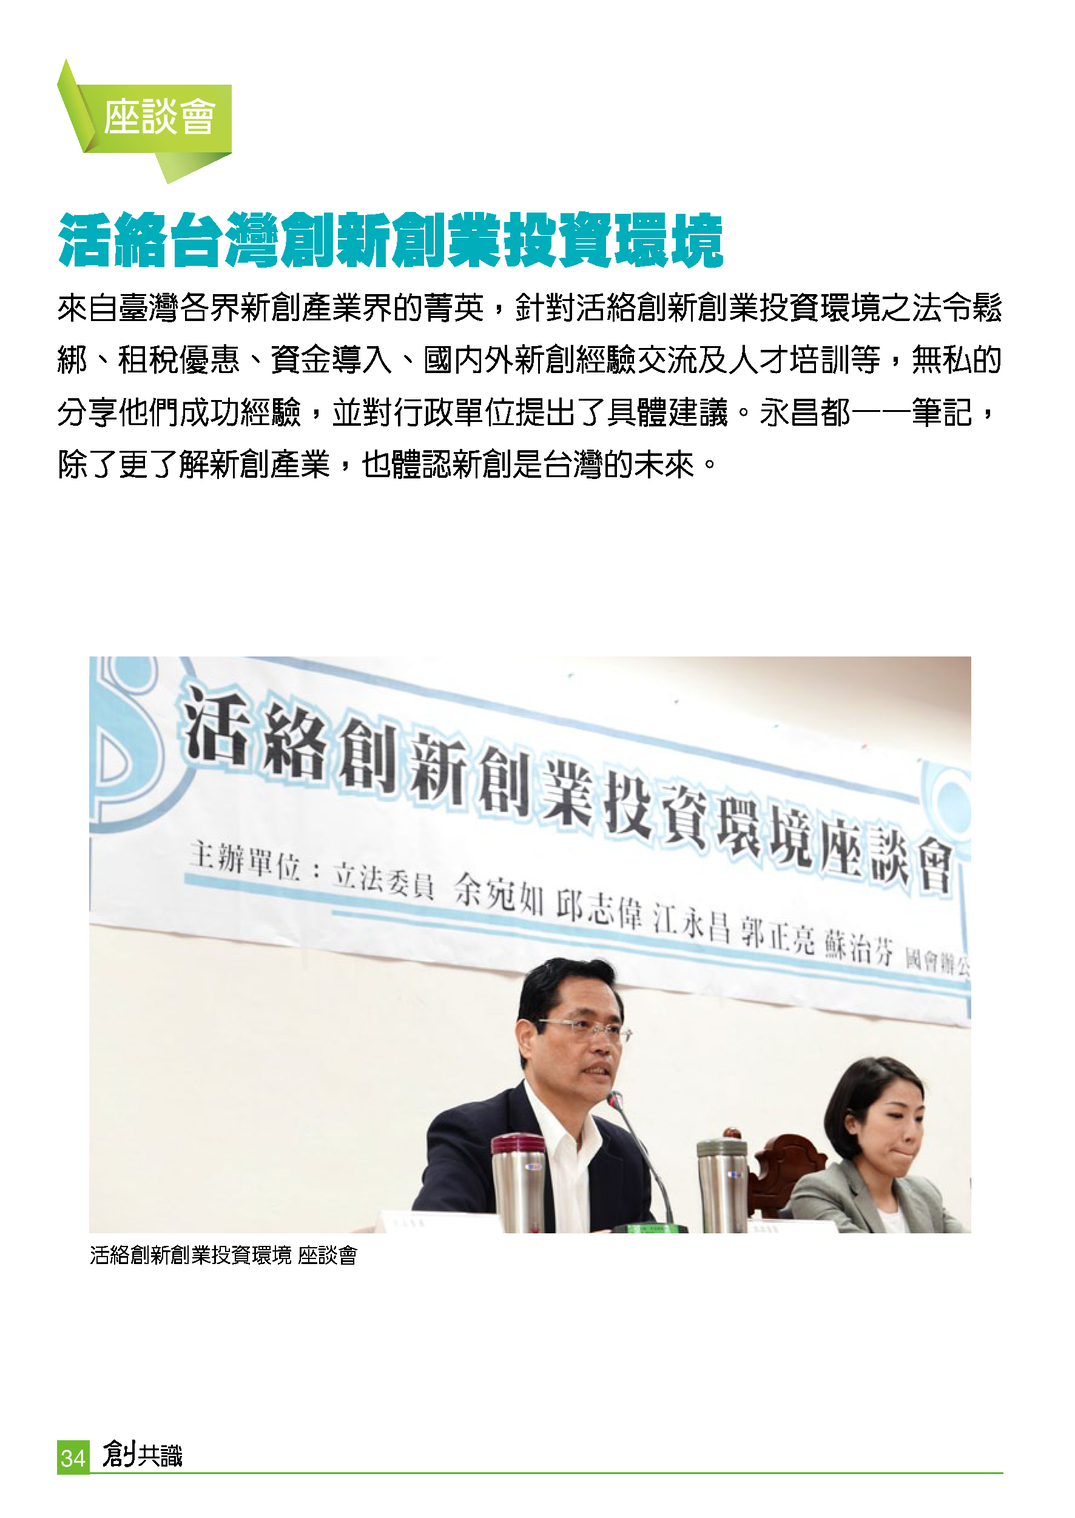 座談會
活絡台灣創新創業投資環境
來自臺灣各界新創產業界的菁英，針對活絡創新創業投資環境之法令鬆
綁、租稅優惠、資金導入、國內外新創經驗交流及人才培訓等，無私的
分享他們成功經驗，並對行政單位提出了具體建議。永昌都一一筆記，
除了更了解新創產業，也體認新創是台灣的未來。
活絡創新創業投資環境座談會
主辦單位：立法委員 余宛如 邱志偉 江永昌 郭正亮 蘇治芬 國會辦公
活絡創新創業投資環境 座談會
34 創共識